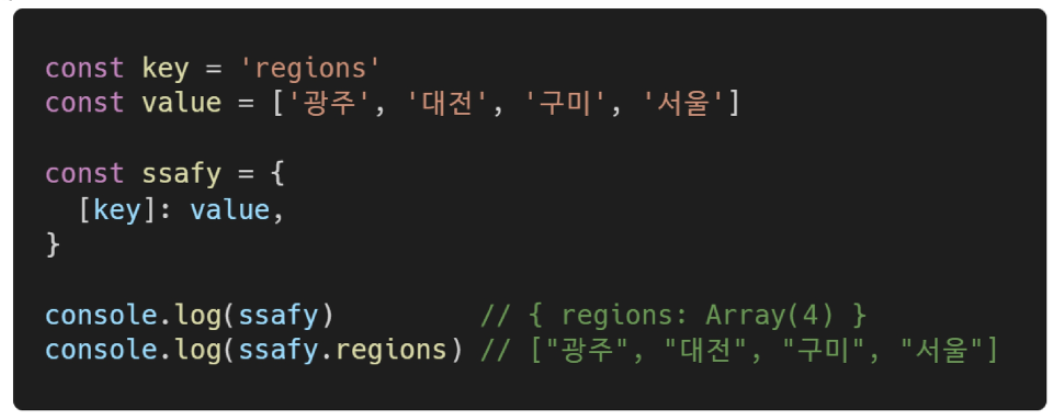 const key = 'regions'
const value = ['광주', '대전', '구미', '서울']
const ssafy = {
[key]: value,
}
console.log(ssafy) // { regions: Array(4) }
console.log(ssafy.regions) // ["광주", "대전", "구미", "서울"]